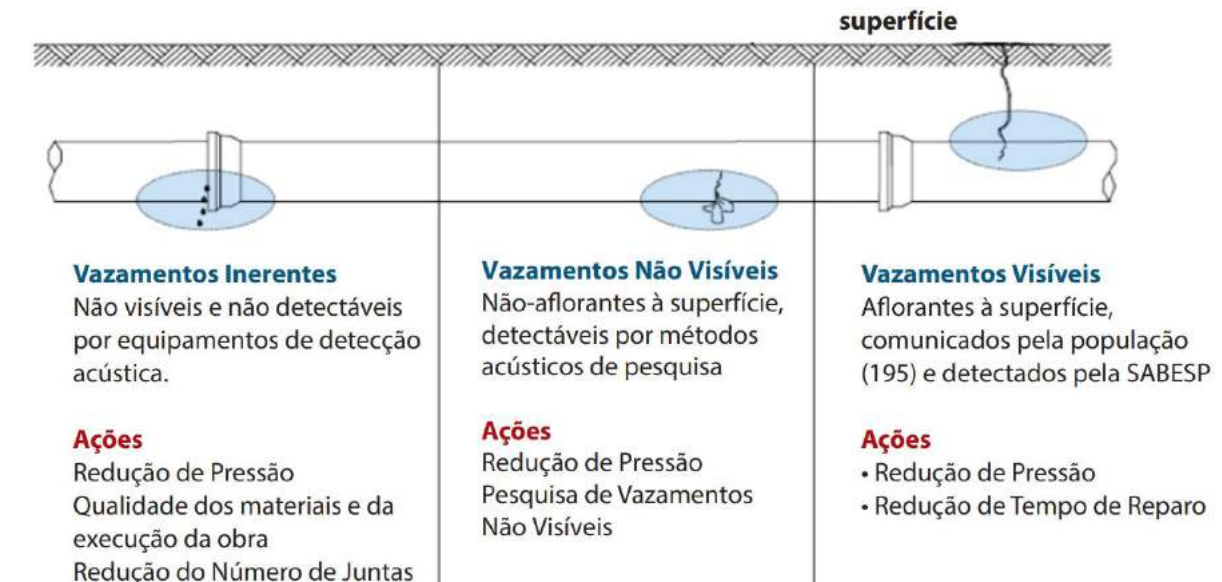 superfície
Vazamentos Inerentes
Não visíveis e não detectáveis
por equipamentos de detecção
acústica.
Ações
Redução de Pressão
Qualidade dos materiais e da
execução da obra
Redução do Número de Juntas
Vazamentos Não Visíveis
Não-aflorantes à superfície,
detectáveis por métodos
acústicos de pesquisa
Ações
Redução de Pressão
Pesquisa de Vazamentos
Não Visíveis
Vazamentos Visíveis
Aflorantes à superfície,
comunicados pela população
(195) e detectados pela SABESP
Ações
• Redução de Pressão
• Redução de Tempo de Reparo